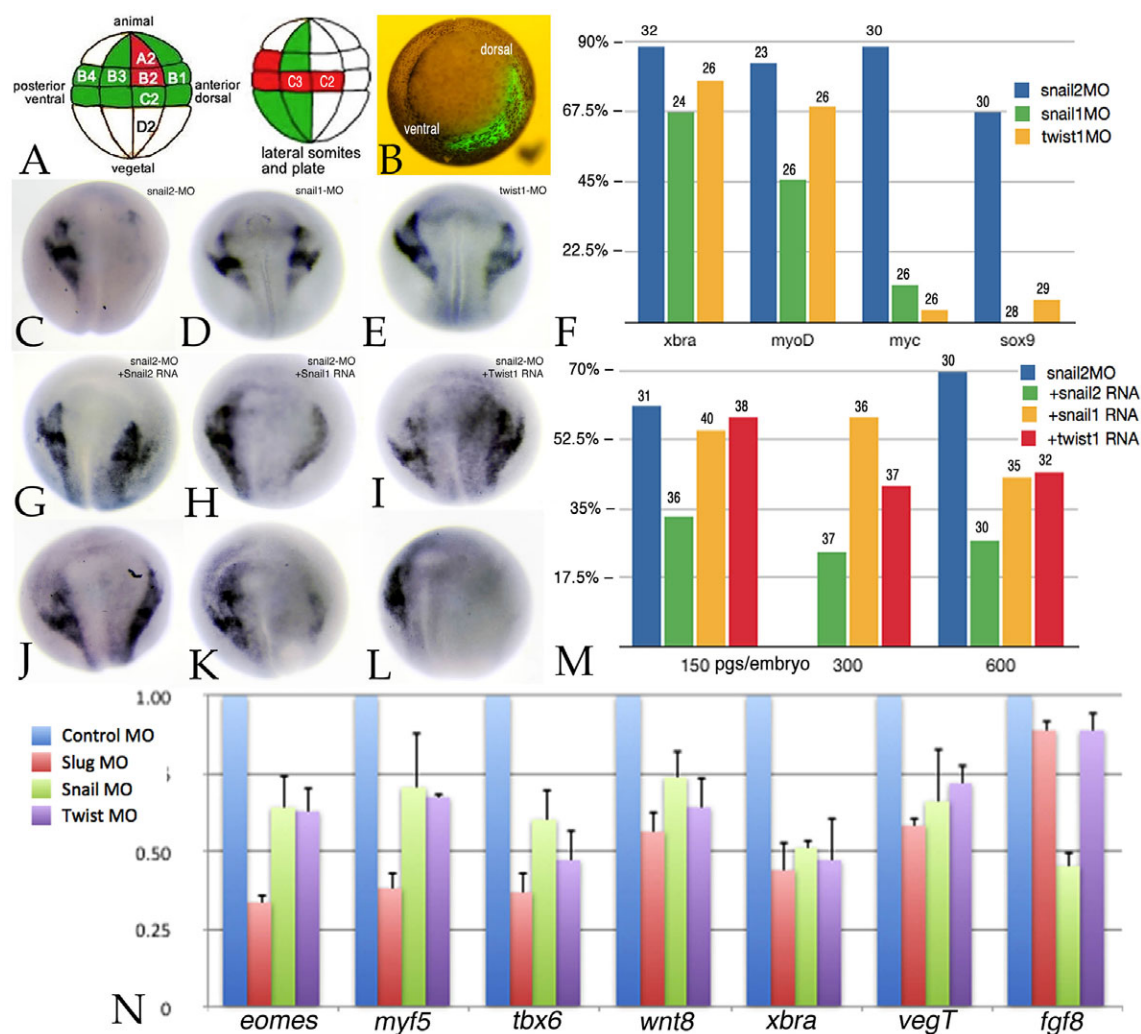 animal
A2
B4 B3 B2 B1
posterior
ventral
anterior
dorsal
C2
D2
A
vegetal
C3 C2
lateral somites
and plate
dorsal
ventral
B
snail2-MO
C
snail1-MO
D
twist1-MO
E
90% –
67.5% –
45% –
22.5% –
32
24
26
23
26
26
30
26
26
30
28
29
snail2MO
snail1MO
twist1MO
F
xbra myoD myc sox9
snail2-MO
+Snail2 RNA
G
snail2-MO
+Snail1 RNA
H
snail2-MO
+Twist1 RNA
I
J
K
L
70% –
52.5% –
35% –
17.5% –
31
36
40
38
37
36
37
30
30
35
32
snail2MO
+snail2 RNA
+snail1 RNA
+twist1 RNA
M
150 pgs/embryo 300 600
Control MO
Slug MO
Snail MO
Twist MO
1.00
0.50
0.25
0
N
eomes myf5 tbx6 wnt8 xbra vegT fgf8